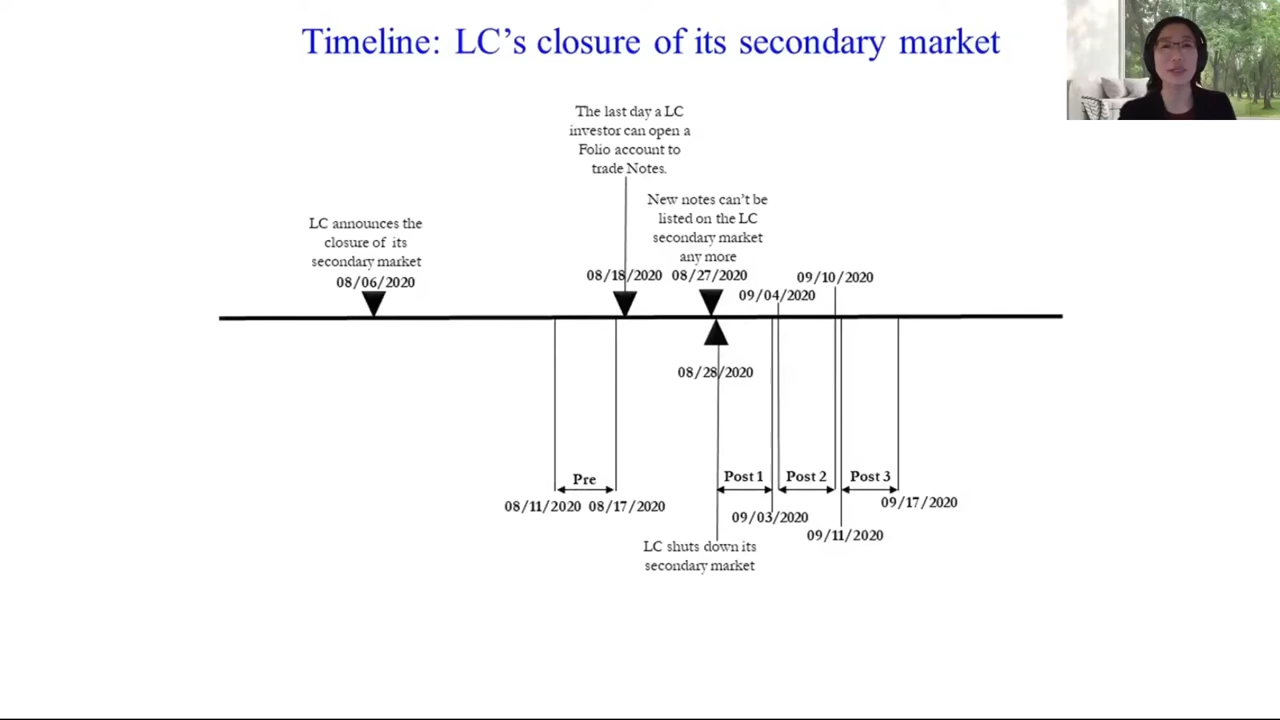 Timeline: LC's closure of its secondary market
The last day a LC
investor can open a
Folio account to
trade Notes.
08/18/2020
LC announces the
closure of its
secondary market
08/06/2020
New notes can't be
listed on the LC
secondary market
any more
08/27/2020
09/04/2020
09/10/2020
08/28/2020
Pre
Post 1
Post 2
Post 3
08/11/2020
08/17/2020
09/03/2020
09/11/2020
09/17/2020
LC shuts down its
secondary market